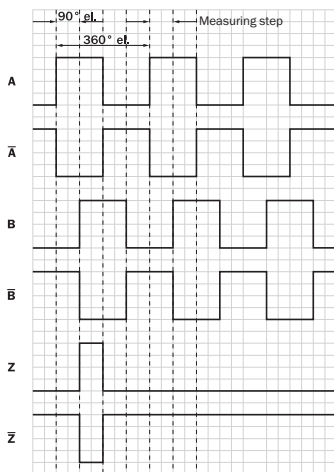 90° el.
Measuring step
360° el.
A
A̅
B
B̅
Z
Z̅